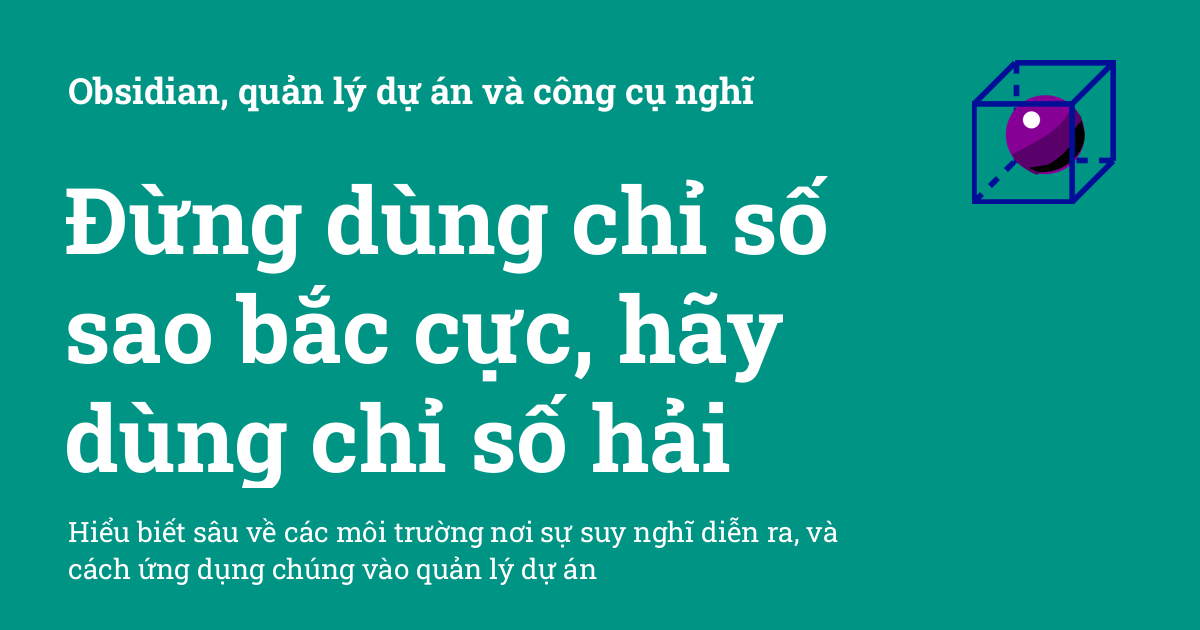 Obsidian, quản lý dự án và công cụ nghĩ
Đừng dùng chỉ số
sao bắc cực, hãy
dùng chỉ số hải
Hiểu biết sâu về các môi trường nơi sự suy nghĩ diễn ra, và
cách ứng dụng chúng vào quản lý dự án